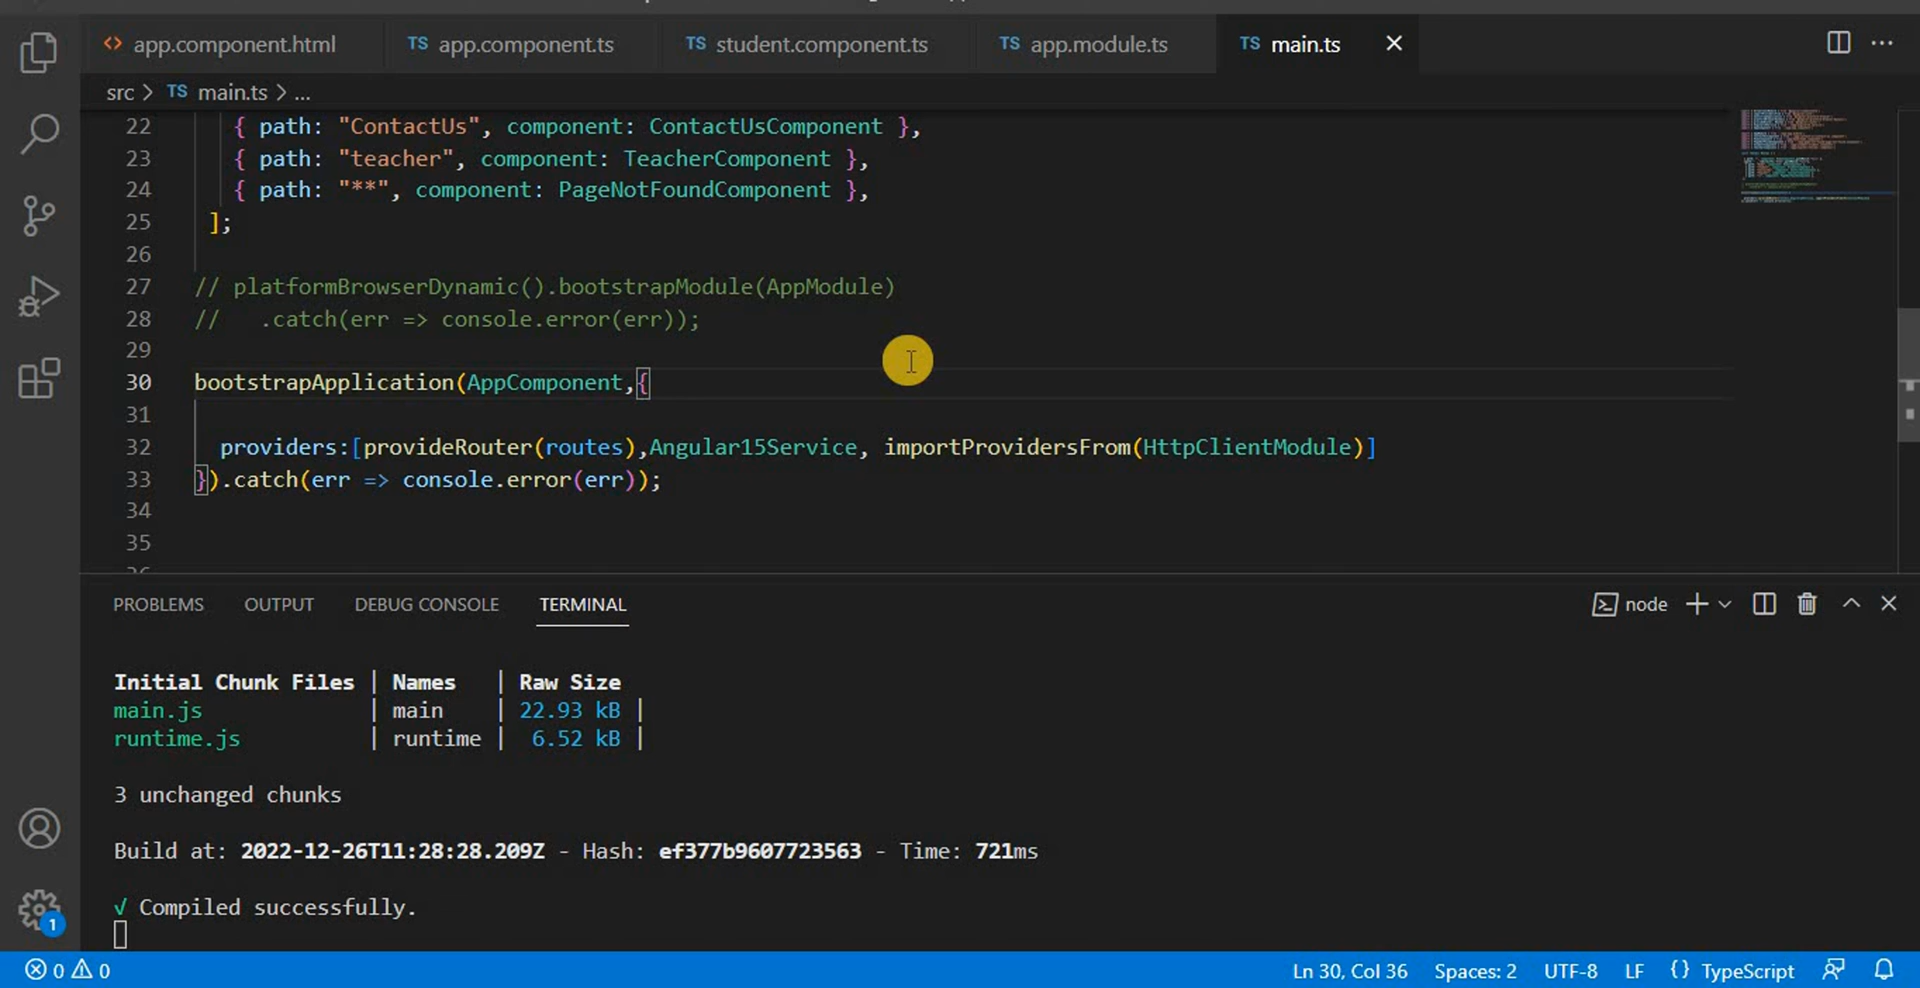 <> app.component.html TS app.component.ts TS student.component.ts TS app.module.ts TS main.ts
src > TS main.ts > ...
22 { path: "ContactUs", component: ContactUsComponent },
23 { path: "teacher", component: TeacherComponent },
24 { path: "**", component: PageNotFoundComponent },
25 ];
26
27 // platformBrowserDynamic().bootstrapModule(AppModule)
28 //   .catch(err => console.error(err));
29
30 bootstrapApplication(AppComponent,{
31
32 providers:[provideRouter(routes),Angular15Service, importProvidersFrom(HttpClientModule)]
33 }).catch(err => console.error(err));
34
35
PROBLEMS OUTPUT DEBUG CONSOLE TERMINAL node
Initial Chunk Files | Names | Raw Size
main.js | main | 22.93 kB |
runtime.js | runtime | 6.52 kB |
3 unchanged chunks
Build at: 2022-12-26T11:28:28.209Z - Hash: ef377b9607723563 - Time: 721ms
√ Compiled successfully.
1
0 0 Ln 30, Col 36 Spaces: 2 UTF-8 LF {} TypeScript